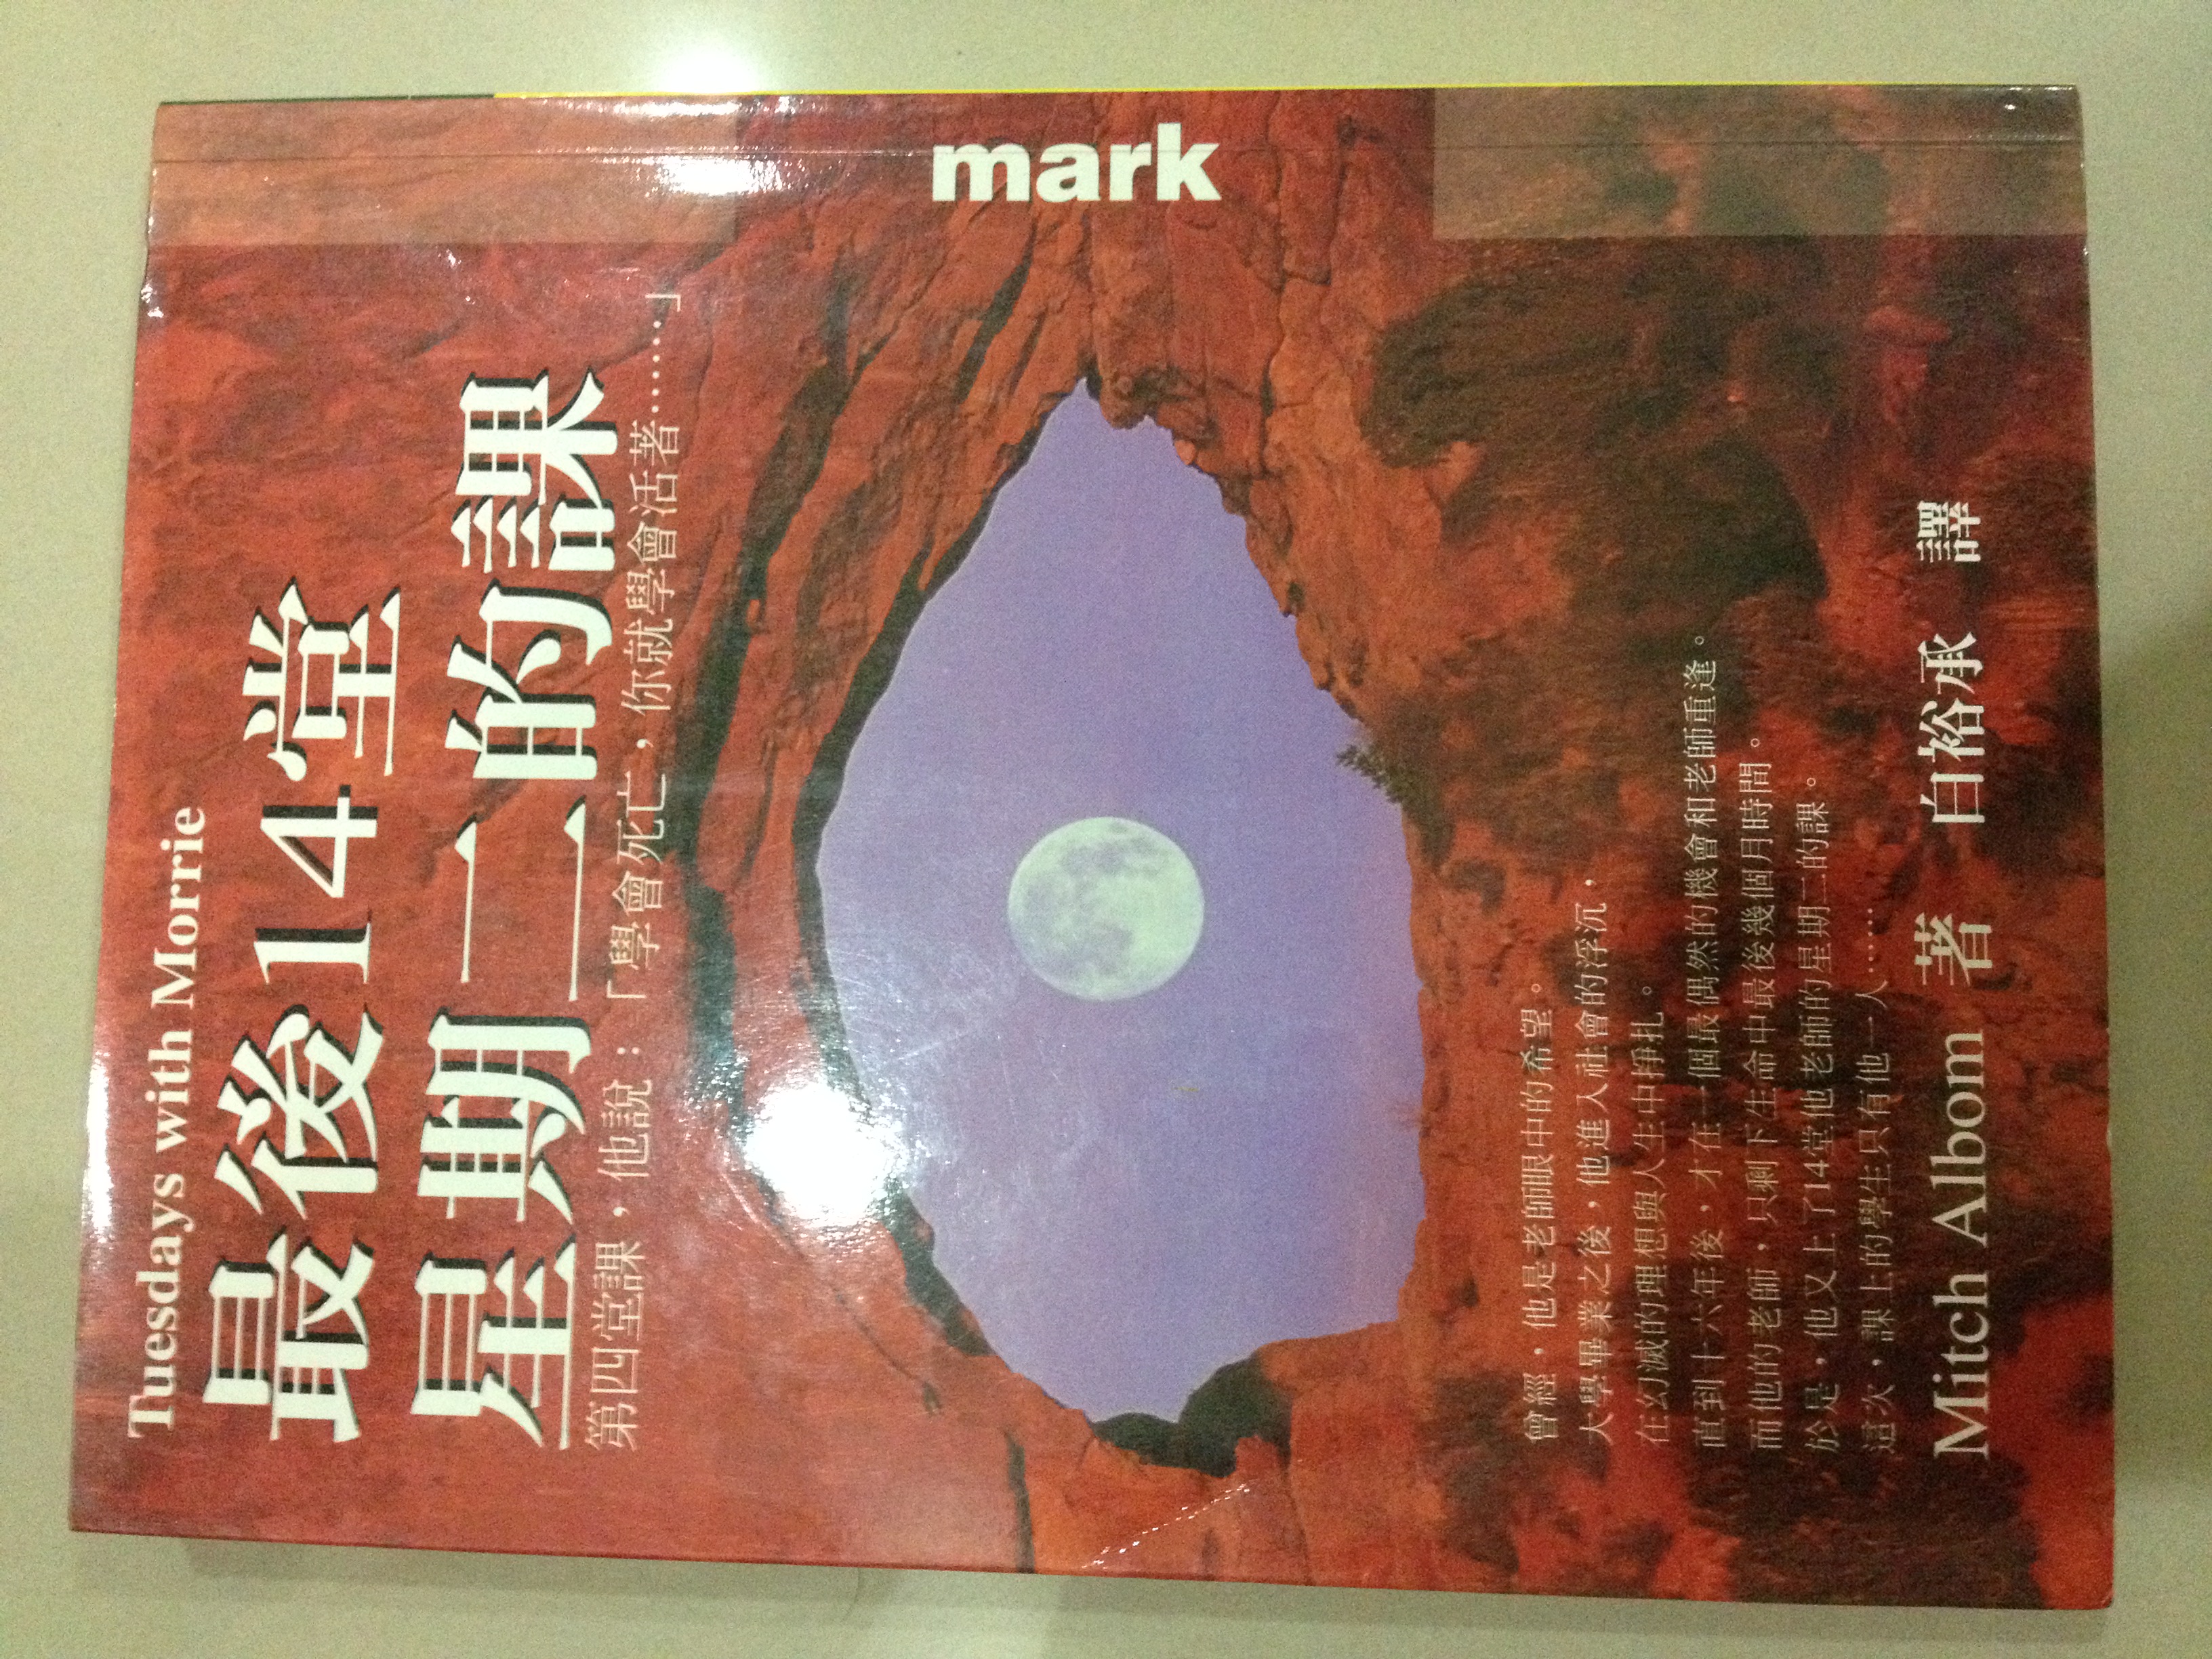 Tuesdays with Morrie
最後14堂
星期二的課
第四堂課，他說：「學會死亡，你就學會活著……」
mark
曾經，他是老師眼中的希望。
大學畢業之後，他進入社會的浮沉，
在幻滅的理想與人生中掙扎。
直到十六年後，才在一個最偶然的機會和老師重逢。
而他的老師，只剩下生命中最後幾個月時間。
於是，他又上了14堂他老師的星期二的課。
這次，課上的學生只有他一人……
Mitch Albom 著 白裕承 譯